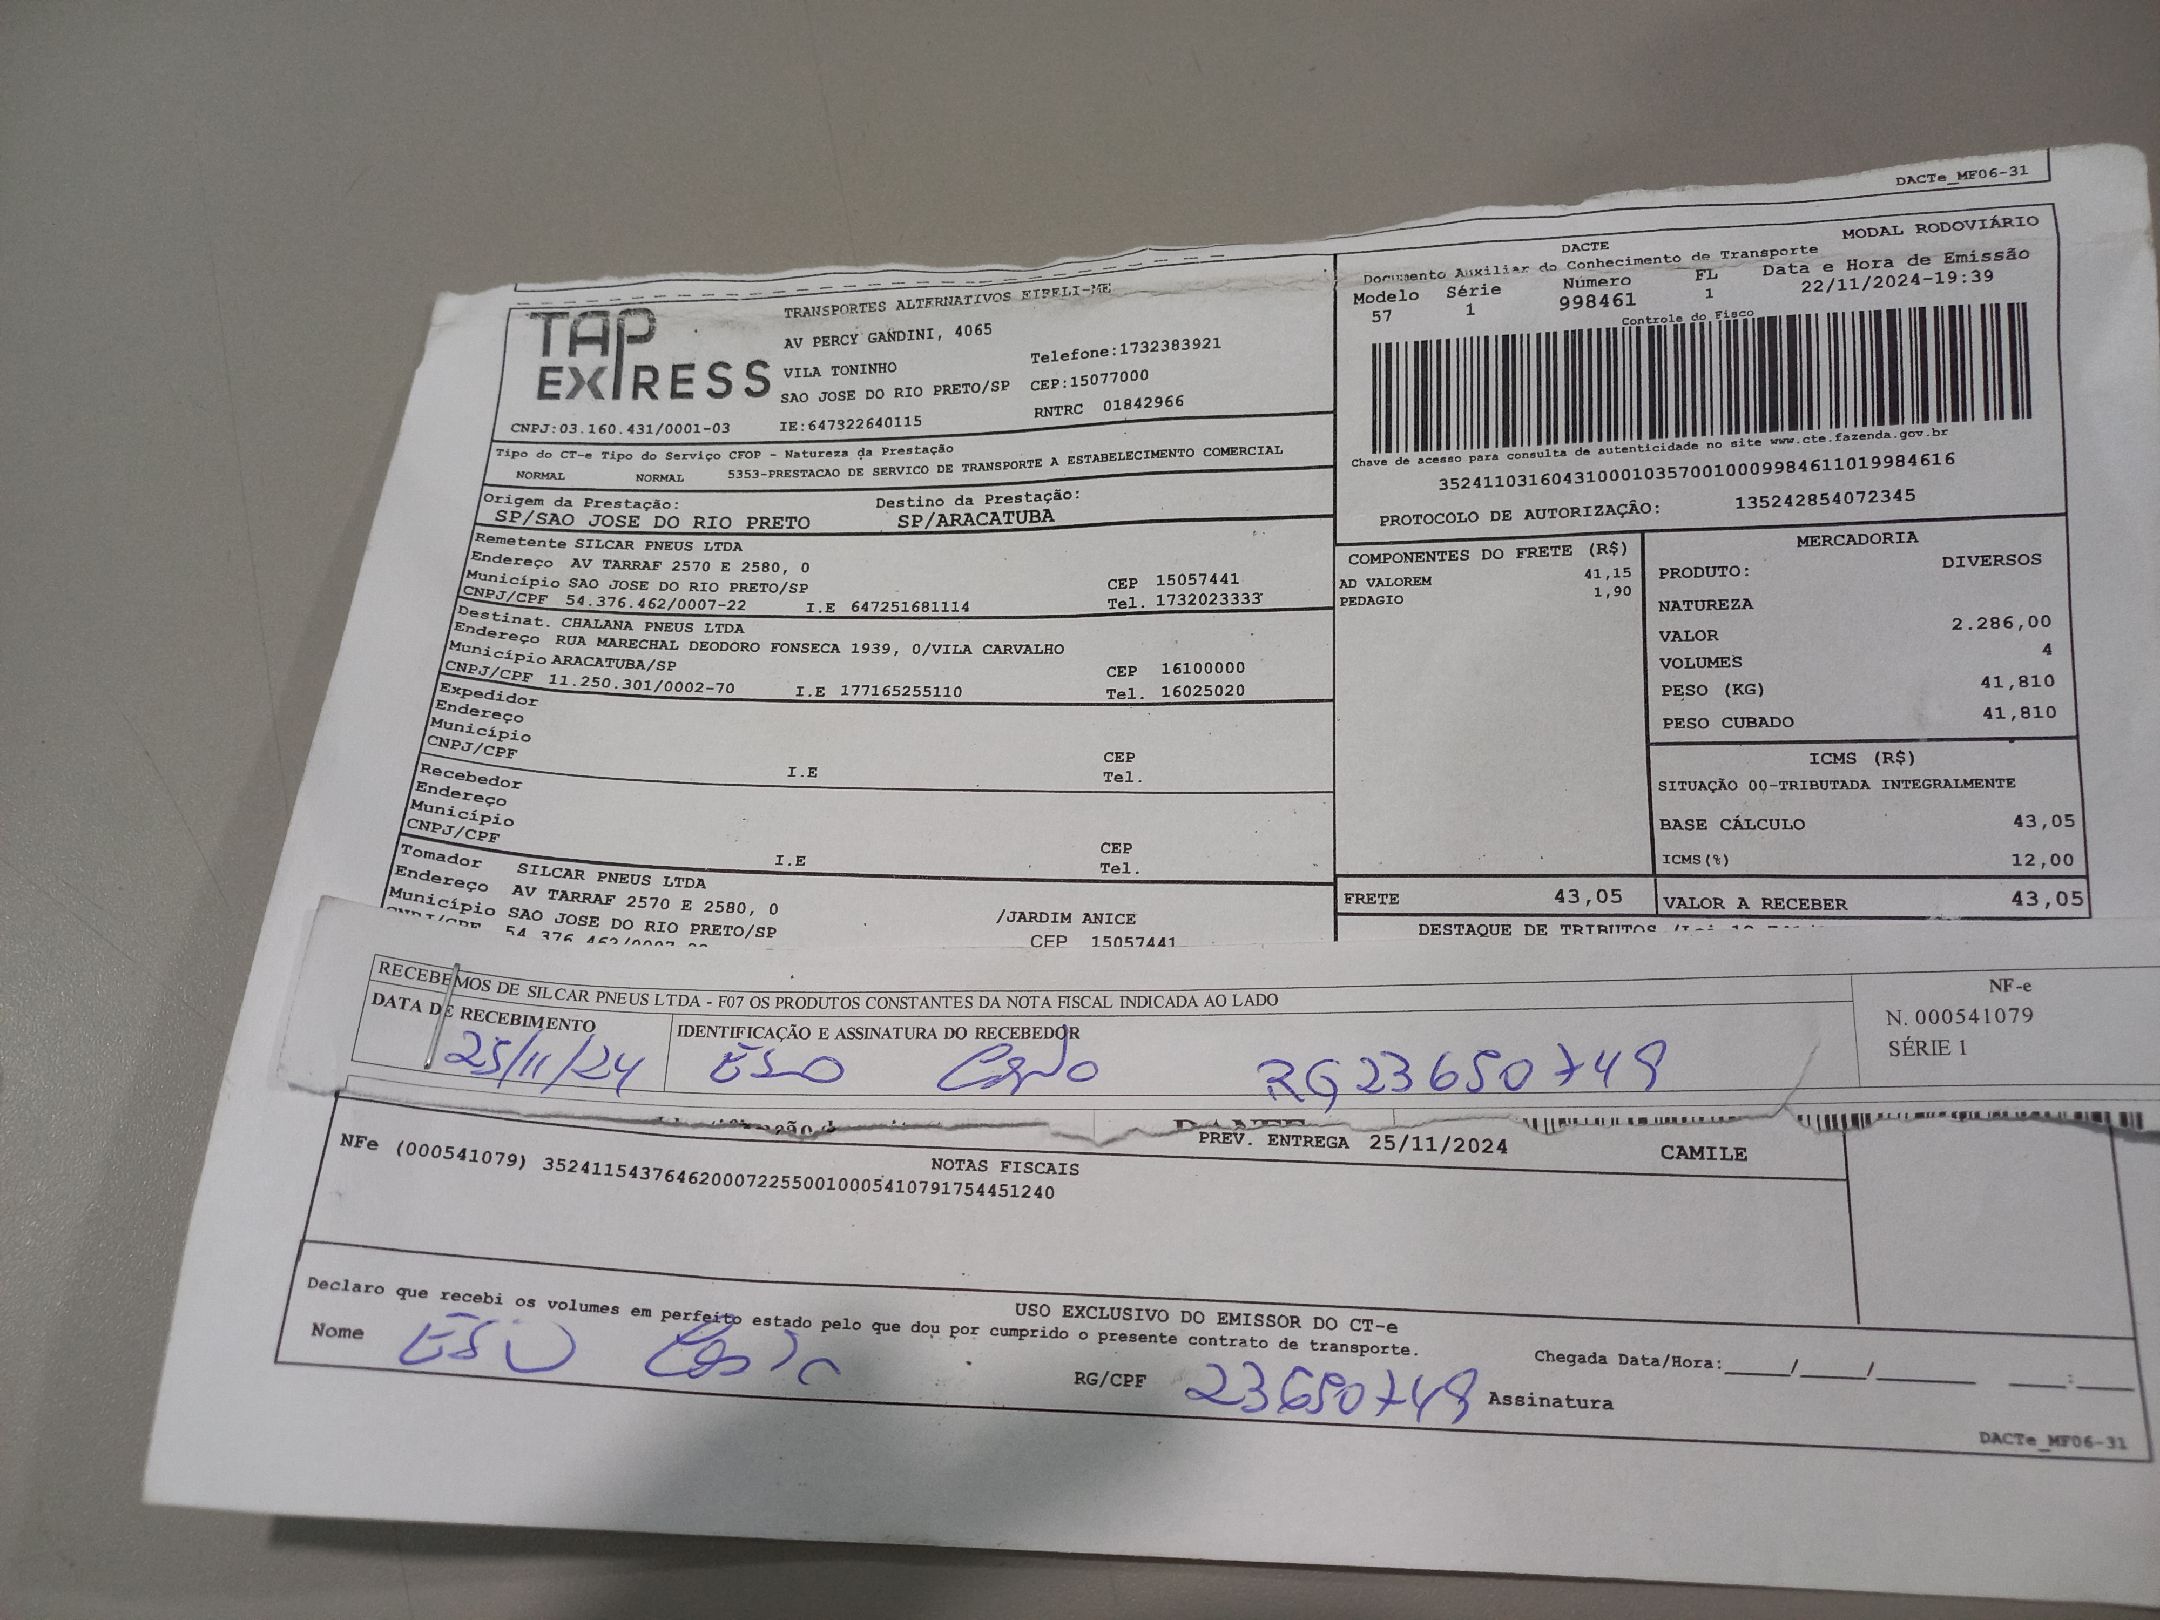 DACTe_MF06-31
TAP
EXPRESS
TRANSPORTES ALTERNATIVOS EIRELI-ME
AV PERCY GANDINI, 4065
VILA TONINHO
Telefone:1732383921
SAO JOSE DO RIO PRETO/SP CEP:15077000
CNPJ:03.160.431/0001-03 IE:647322640115 RNTRC 01842966
DACTE MODAL RODOVIÁRIO
Documento Auxiliar do Conhecimento de Transporte
Modelo Série Número FL Data e Hora de Emissão
57 1 998461 1 22/11/2024-19:39
Controle do Fisco
Chave de acesso para consulta de autenticidade no site www.cte.fazenda.gov.br
35241103160431000103570010009984611019984616
PROTOCOLO DE AUTORIZAÇÃO: 135242854072345
Tipo do CT-e Tipo do Serviço CFOP - Natureza da Prestação
NORMAL NORMAL 5353-PRESTACAO DE SERVICO DE TRANSPORTE A ESTABELECIMENTO COMERCIAL
Origem da Prestação: Destino da Prestação:
SP/SAO JOSE DO RIO PRETO SP/ARACATUBA
Remetente SILCAR PNEUS LTDA
Endereço AV TARRAF 2570 E 2580, 0
Município SAO JOSE DO RIO PRETO/SP CEP 15057441
CNPJ/CPF 54.376.462/0007-22 I.E 647251681114 Tel. 1732023333
Destinat. CHALANA PNEUS LTDA
Endereço RUA MARECHAL DEODORO FONSECA 1939, 0/VILA CARVALHO
Município ARACATUBA/SP CEP 16100000
CNPJ/CPF 11.250.301/0002-70 I.E 177165255110 Tel. 16025020
Expedidor
Endereço
Município CEP
CNPJ/CPF I.E Tel.
Recebedor
Endereço
Município CEP
CNPJ/CPF I.E Tel.
Tomador SILCAR PNEUS LTDA
Endereço AV TARRAF 2570 E 2580, 0 /JARDIM ANICE
Município SAO JOSE DO RIO PRETO/SP CEP 15057441
COMPONENTES DO FRETE (R$)
AD VALOREM 41,15
PEDAGIO 1,90
MERCADORIA
PRODUTO: DIVERSOS
NATUREZA
VALOR 2.286,00
VOLUMES 4
PESO (KG) 41,810
PESO CUBADO 41,810
ICMS (R$)
SITUAÇÃO 00-TRIBUTADA INTEGRALMENTE
BASE CÁLCULO 43,05
ICMS(%) 12,00
FRETE 43,05 VALOR A RECEBER 43,05
DESTAQUE DE TRIBUTOS
RECEBEMOS DE SILCAR PNEUS LTDA - F07 OS PRODUTOS CONSTANTES DA NOTA FISCAL INDICADA AO LADO
DATA DE RECEBIMENTO IDENTIFICAÇÃO E ASSINATURA DO RECEBEDOR
25/11/24 RG 23650749
NF-e
N. 000541079
SÉRIE 1
PREV. ENTREGA 25/11/2024 CAMILE
NOTAS FISCAIS
NFe (000541079) 35241154376462000722550010005410791754451240
USO EXCLUSIVO DO EMISSOR DO CT-e
Declaro que recebi os volumes em perfeito estado pelo que dou por cumprido o presente contrato de transporte.
Nome RG/CPF 23650749 Assinatura
Chegada Data/Hora:_____/_____/_______ ____:____
DACTe_MF06-31